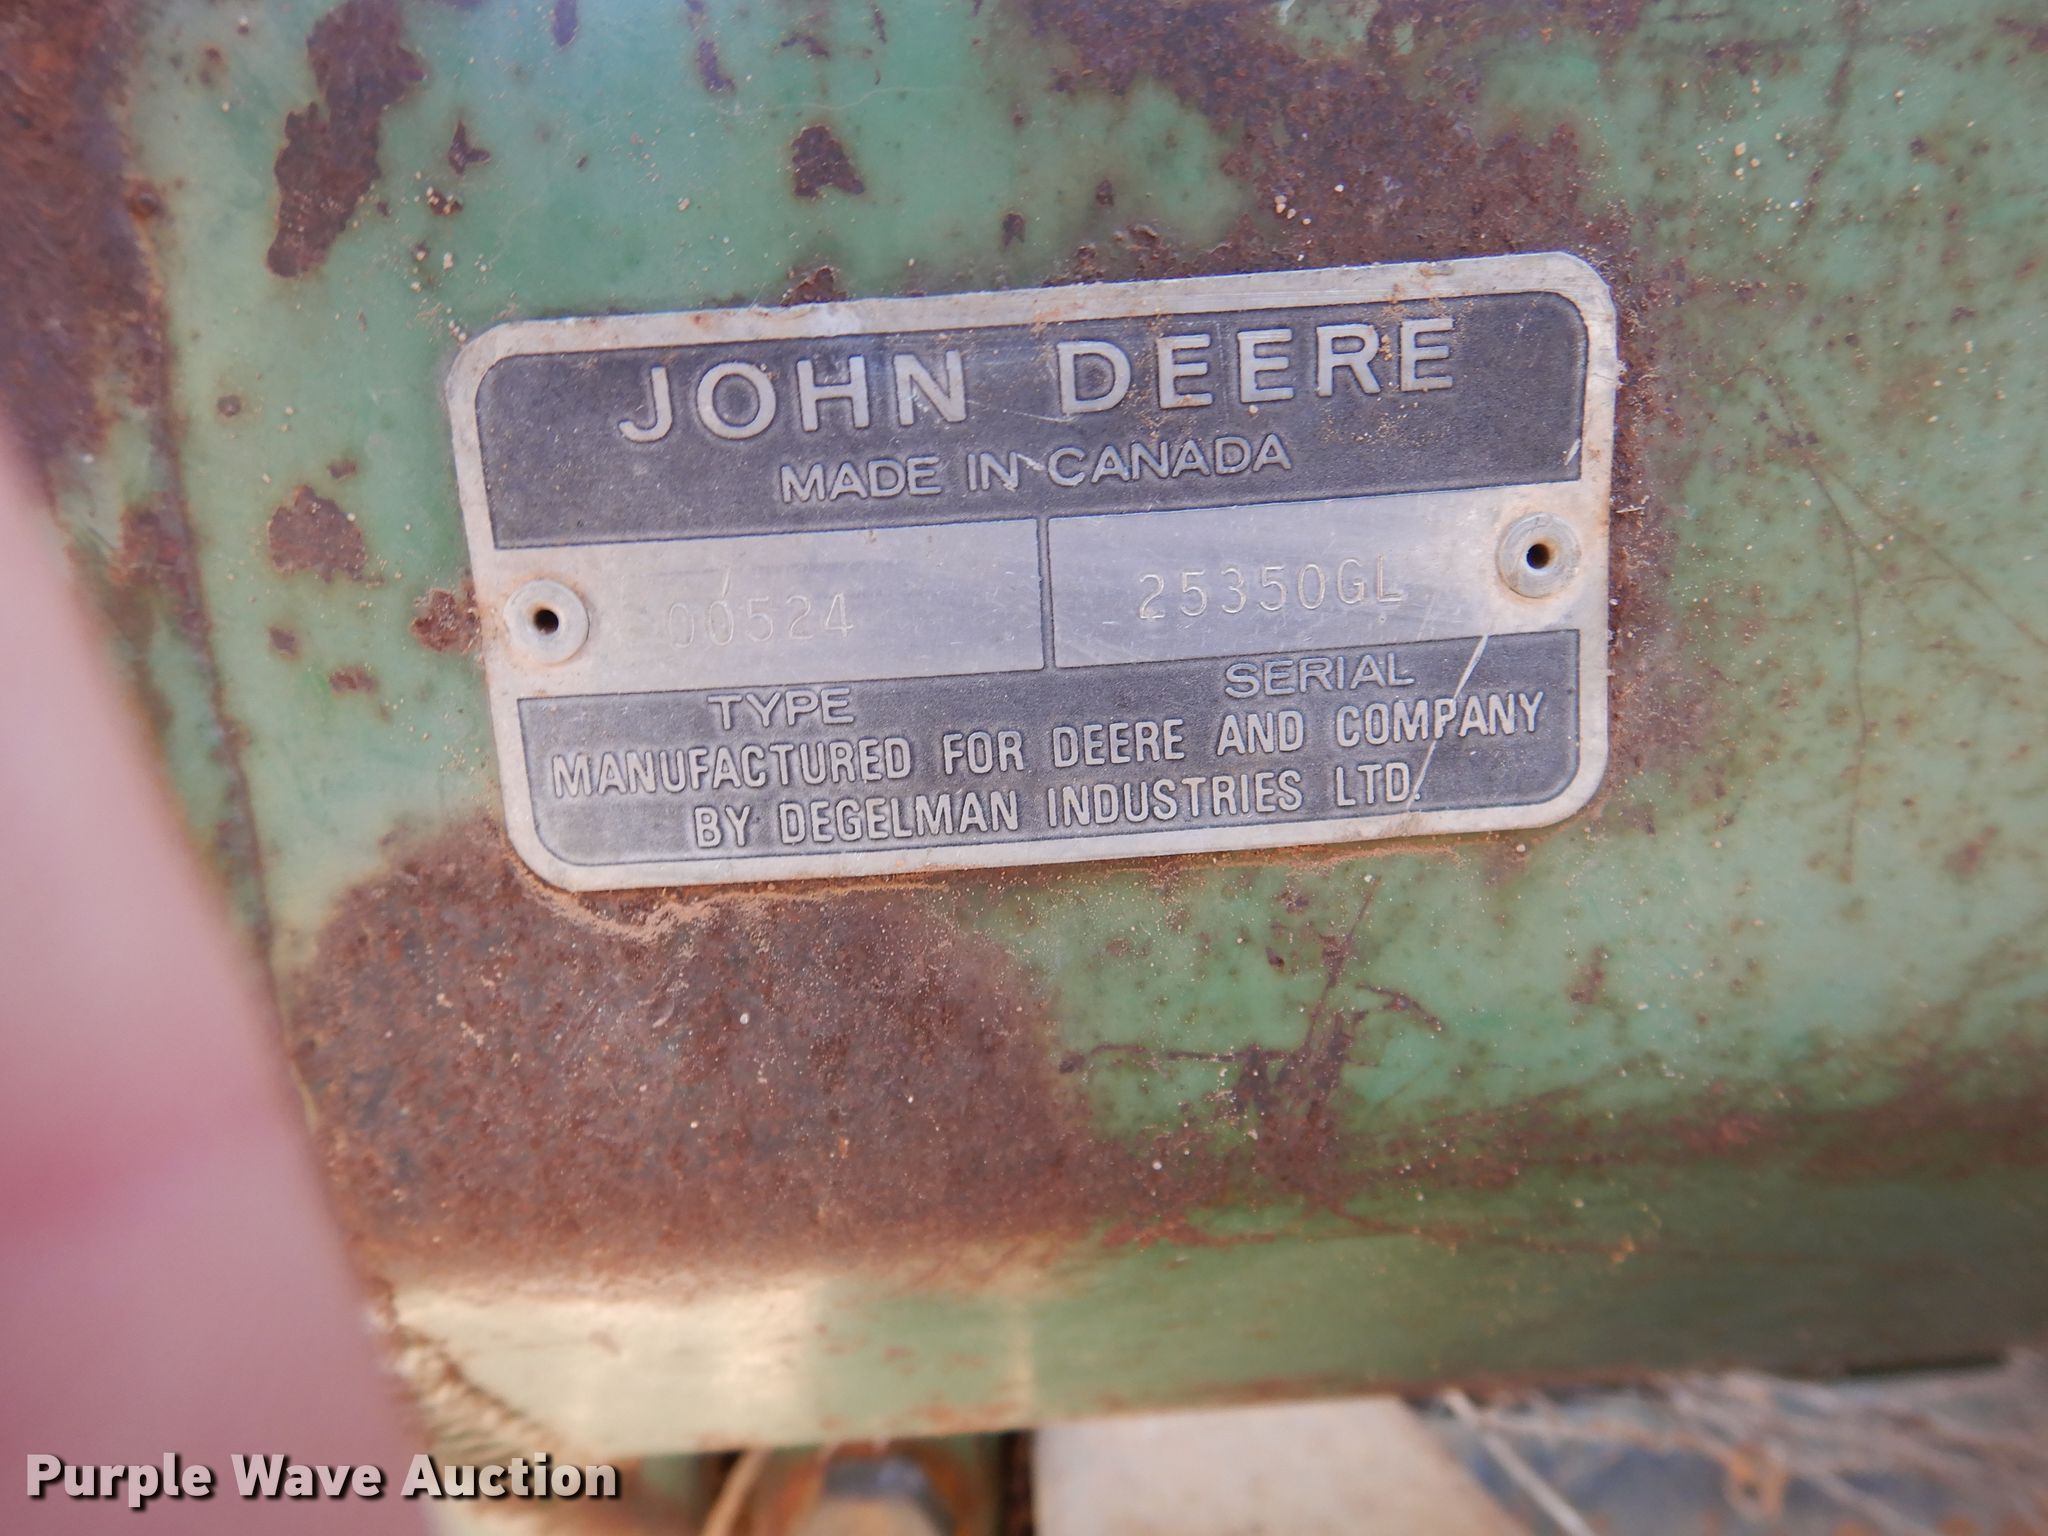 JOHN DEERE
MADE IN CANADA
00524 25350GL
TYPE SERIAL
MANUFACTURED FOR DEERE AND COMPANY
BY DEGELMAN INDUSTRIES LTD.
Purple Wave Auction